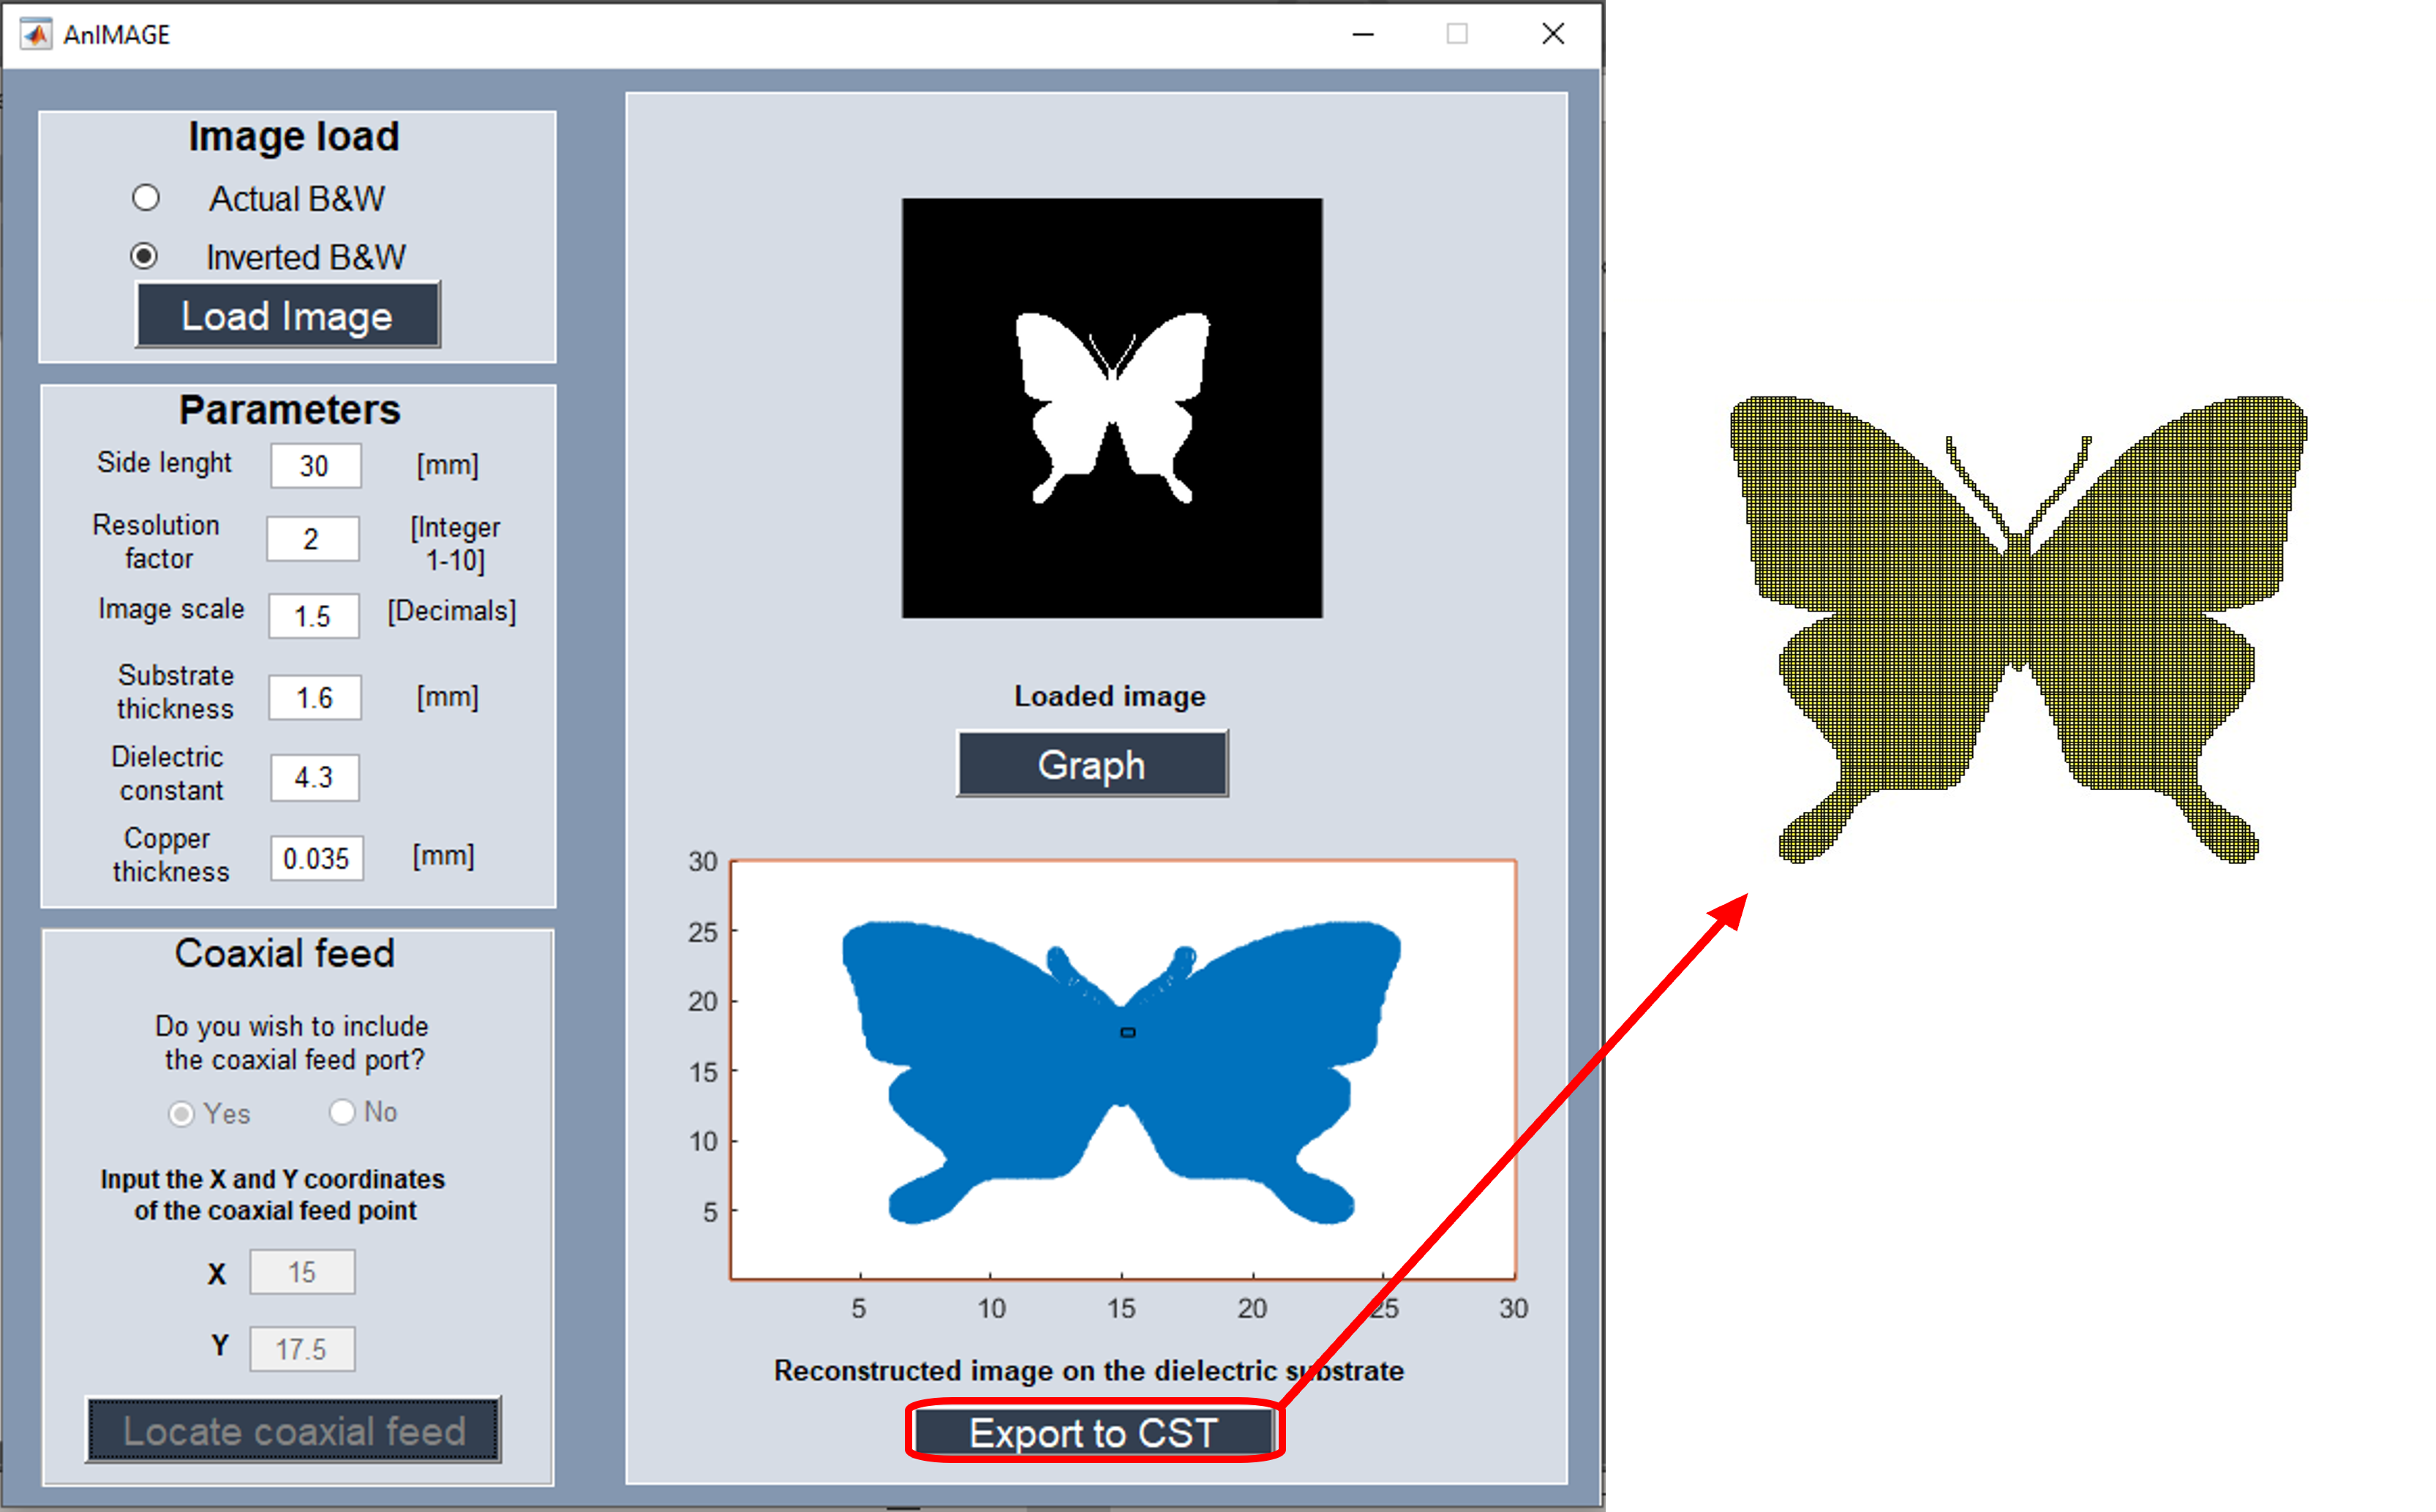 AnIMAGE
Image load
Actual B&W
Inverted B&W
Load Image
Parameters
Side lenght 30 [mm]
Resolution
factor
2
[Integer
1-10]
Image scale 1.5 [Decimals]
Substrate
thickness
1.6 [mm]
Dielectric
constant
4.3
Copper
thickness
0.035 [mm]
Coaxial feed
Do you wish to include
the coaxial feed port?
Yes No
Input the X and Y coordinates
of the coaxial feed point
X 15
Y 17.5
Locate coaxial feed
Loaded image
Graph
30
25
20
15
10
5
5 10 15 20 25 30
Reconstructed image on the dielectric substrate
Export to CST